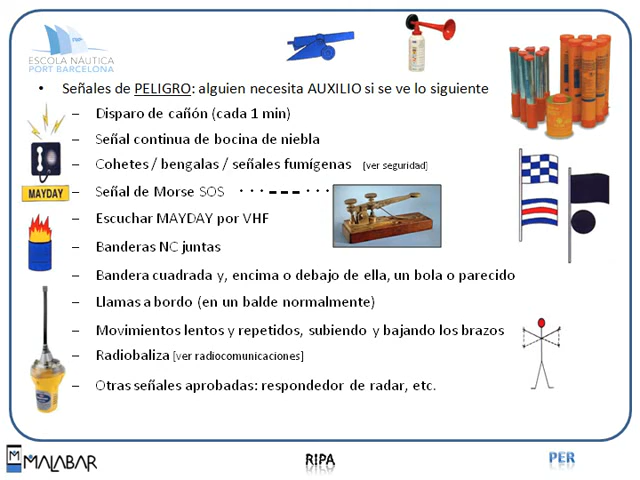 ESCOLA NÀUTICA
PORT BARCELONA
• Señales de PELIGRO: alguien necesita AUXILIO si se ve lo siguiente
– Disparo de cañón (cada 1 min)
– Señal continua de bocina de niebla
– Cohetes / bengalas / señales fumígenas [ver seguridad]
– Señal de Morse SOS · · · – – – · · ·
MAYDAY
– Escuchar MAYDAY por VHF
– Banderas NC juntas
– Bandera cuadrada y, encima o debajo de ella, un bola o parecido
– Llamas a bordo (en un balde normalmente)
– Movimientos lentos y repetidos, subiendo y bajando los brazos
– Radiobaliza [ver radiocomunicaciones]
– Otras señales aprobadas: respondedor de radar, etc.
MALABAR
RIPA
PER